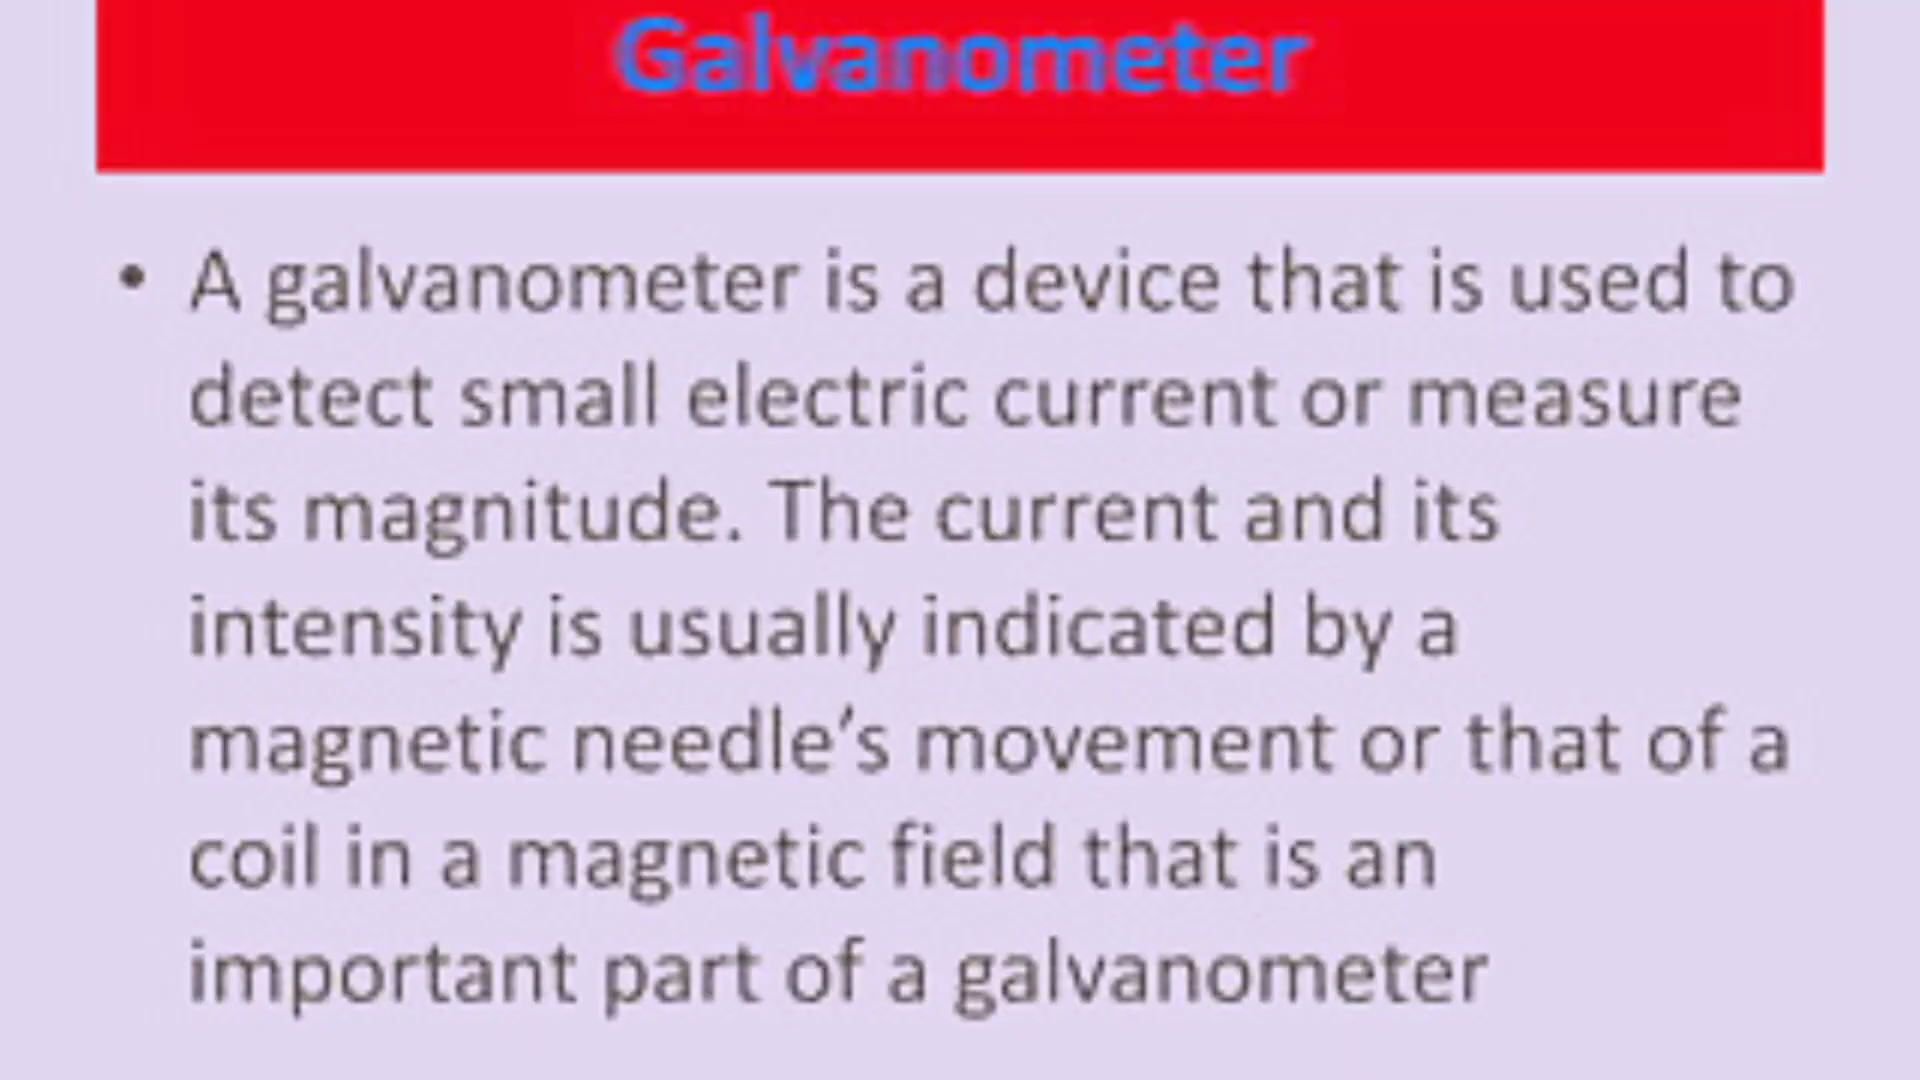 Galvanometer
• A galvanometer is a device that is used to
detect small electric current or measure
its magnitude. The current and its
intensity is usually indicated by a
magnetic needle’s movement or that of a
coil in a magnetic field that is an
important part of a galvanometer